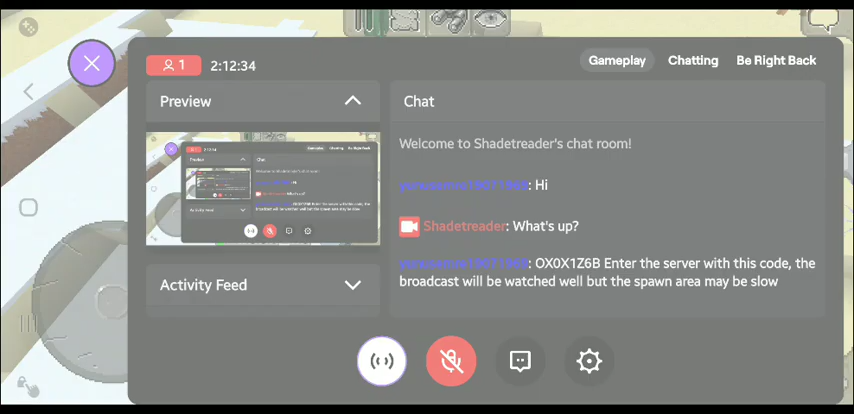 1 2:12:34
Gameplay Chatting Be Right Back
Preview
Chat
Welcome to Shadetreader's chat room!
: Hi
Shadetreader: What's up?
: OX0X1Z6B Enter the server with this code, the
broadcast will be watched well but the spawn area may be slow
Activity Feed